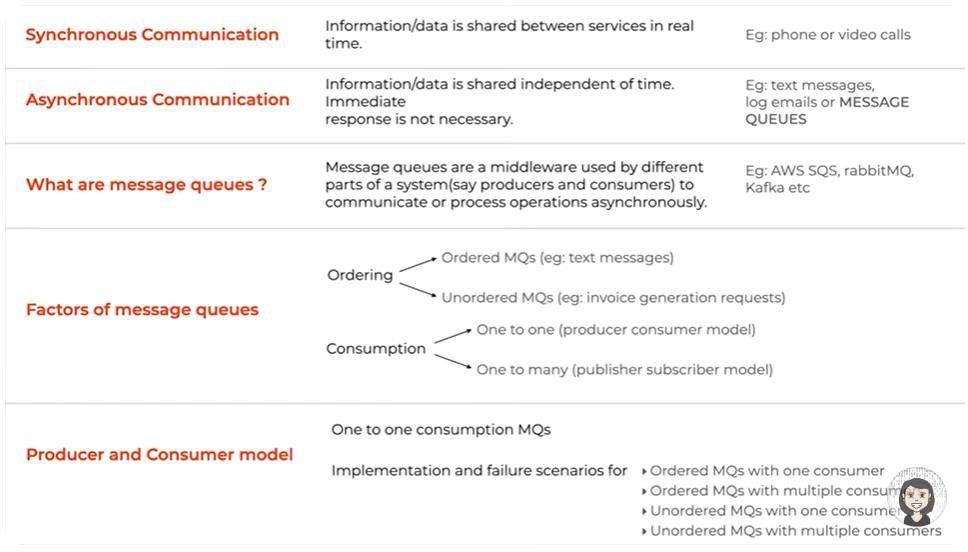 Synchronous Communication
Information/data is shared between services in real
time.
Eg: phone or video calls
Asynchronous Communication
Information/data is shared independent of time.
Immediate
response is not necessary.
Eg: text messages,
log emails or MESSAGE
QUEUES
What are message queues ?
Message queues are a middleware used by different
parts of a system(say producers and consumers) to
communicate or process operations asynchronously.
Eg: AWS SQS, rabbitMQ,
Kafka etc
Factors of message queues
Ordering
Ordered MQs (eg: text messages)
Unordered MQs (eg: invoice generation requests)
Consumption
One to one (producer consumer model)
One to many (publisher subscriber model)
Producer and Consumer model
One to one consumption MQs
Implementation and failure scenarios for
Ordered MQs with one consumer
Ordered MQs with multiple
Unordered MQs with one consumer
Unordered MQs with multiple consumers